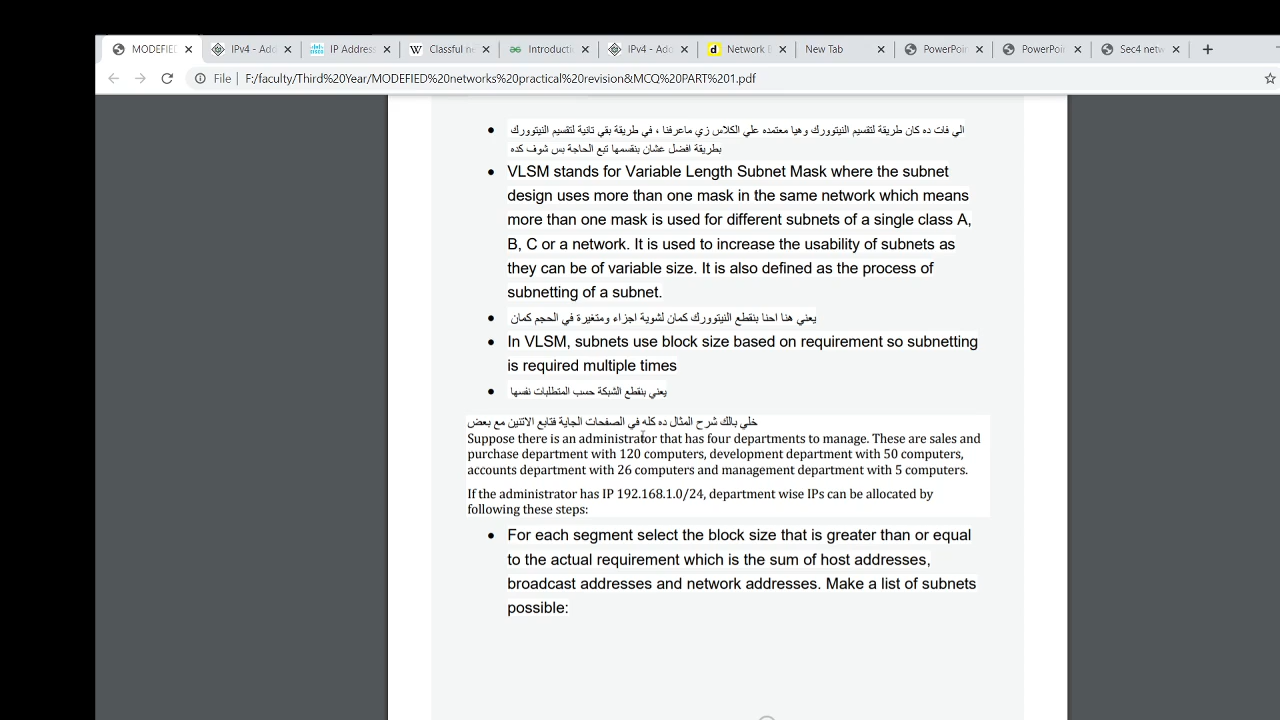 MODEFIED
IPv4 - Add
IP Address
Classful ne
Introducti
IPv4 - Add
Network
New Tab
PowerPoin
PowerPoin
Sec4 netw
File | F:/faculty/Third%20Year/MODEFIED%20networks%20practical%20revision&MCQ%20PART%201.pdf
الي فات ده كان طريقة لتقسيم النيتوورك وهيا معتمده علي الكلاس زي ماعرفنا ، في طريقة بقي تانية لتقسيم النيتوورك
بطريقة افضل عشان بنقسمها تبع الحاجة بس شوف كده
VLSM stands for Variable Length Subnet Mask where the subnet
design uses more than one mask in the same network which means
more than one mask is used for different subnets of a single class A,
B, C or a network. It is used to increase the usability of subnets as
they can be of variable size. It is also defined as the process of
subnetting of a subnet.
يعني هنا احنا بنقطع النيتوورك كمان لشوية اجزاء ومتغيرة في الحجم كمان
In VLSM, subnets use block size based on requirement so subnetting
is required multiple times
يعني بنقطع الشبكة حسب المتطلبات نفسها
خلي بالك شرح المثال ده كله في الصفحات الجاية فتابع الاتنين مع بعض
Suppose there is an administrator that has four departments to manage. These are sales and
purchase department with 120 computers, development department with 50 computers,
accounts department with 26 computers and management department with 5 computers.
If the administrator has IP 192.168.1.0/24, department wise IPs can be allocated by
following these steps:
For each segment select the block size that is greater than or equal
to the actual requirement which is the sum of host addresses,
broadcast addresses and network addresses. Make a list of subnets
possible: